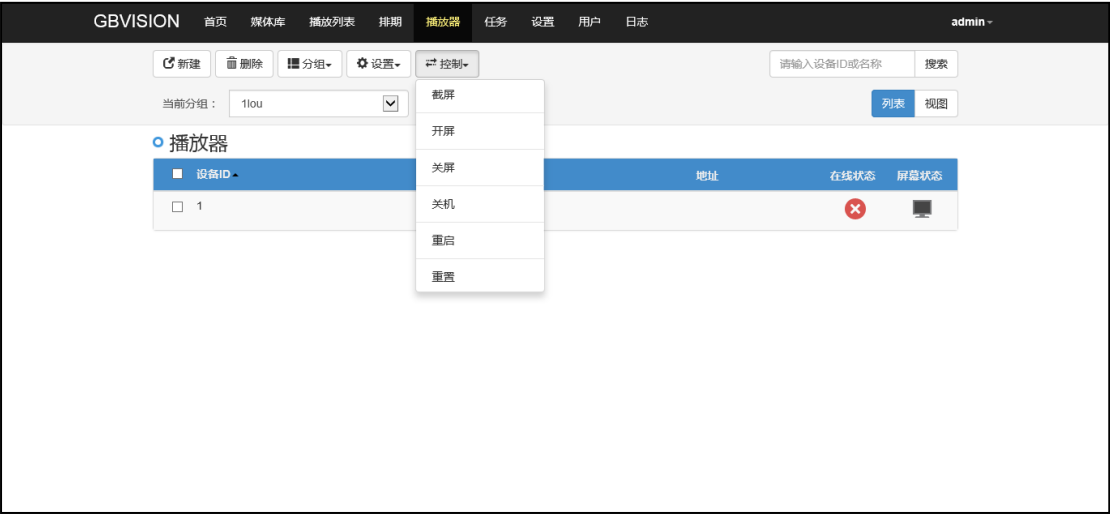 GBVISION 首页 媒体库 播放列表 排期 播放器 任务 设置 用户 日志 admin
新建 删除 分组 设置 控制 请输入设备ID或名称 搜索
当前分组： 1lou 列表 视图
截屏
开屏
关屏
关机
重启
重置
播放器
设备ID 地址 在线状态 屏幕状态
1